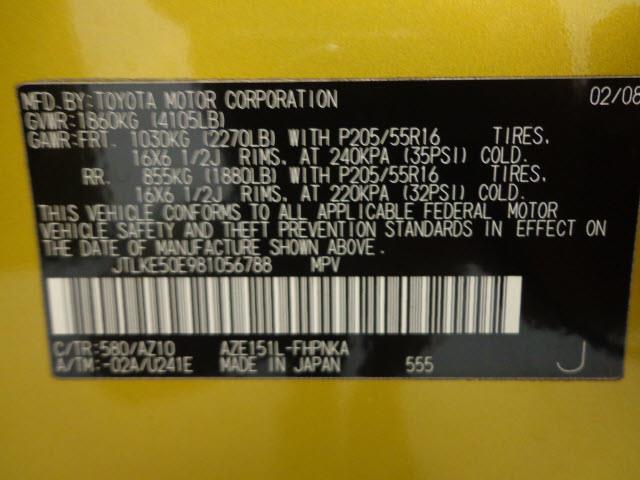 MFD.BY:TOYOTA MOTOR CORPORATION 02/08
GVWR:1860KG (4105LB)
GAWR:FRT. 1030KG (2270LB) WITH P205/55R16 TIRES,
16X6 1/2J RIMS, AT 240KPA (35PSI) COLD.
RR. 855KG (1880LB) WITH P205/55R16 TIRES,
16X6 1/2J RIMS, AT 220KPA (32PSI) COLD.
THIS VEHICLE CONFORMS TO ALL APPLICABLE FEDERAL MOTOR
VEHICLE SAFETY AND THEFT PREVENTION STANDARDS IN EFFECT ON
THE DATE OF MANUFACTURE SHOWN ABOVE.
JTLKE50E981056788 MPV
C/TR:580/AZ10 AZE151L-FHPNKA
A/TM:-02A/U241E MADE IN JAPAN 555 J